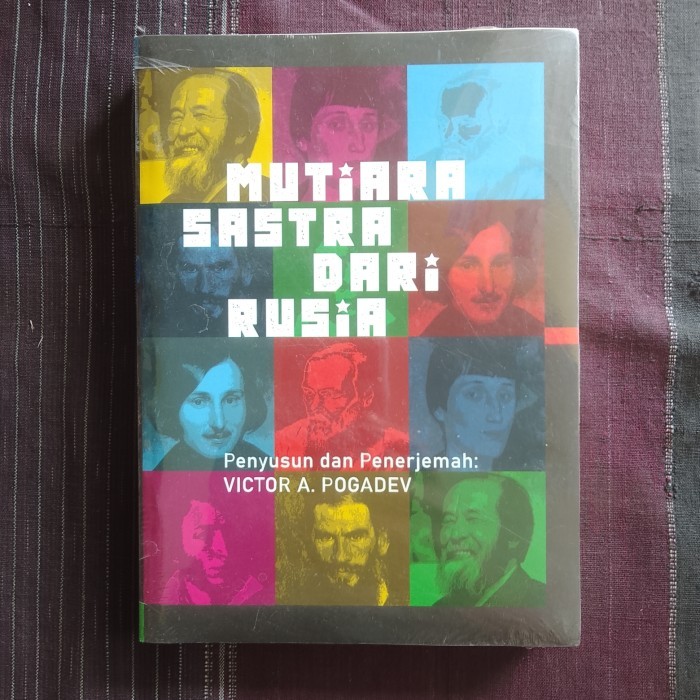 MUTIARA
SASTRA
DARI
RUSIA
Penyusun dan Penerjemah:
VICTOR A. POGADEV